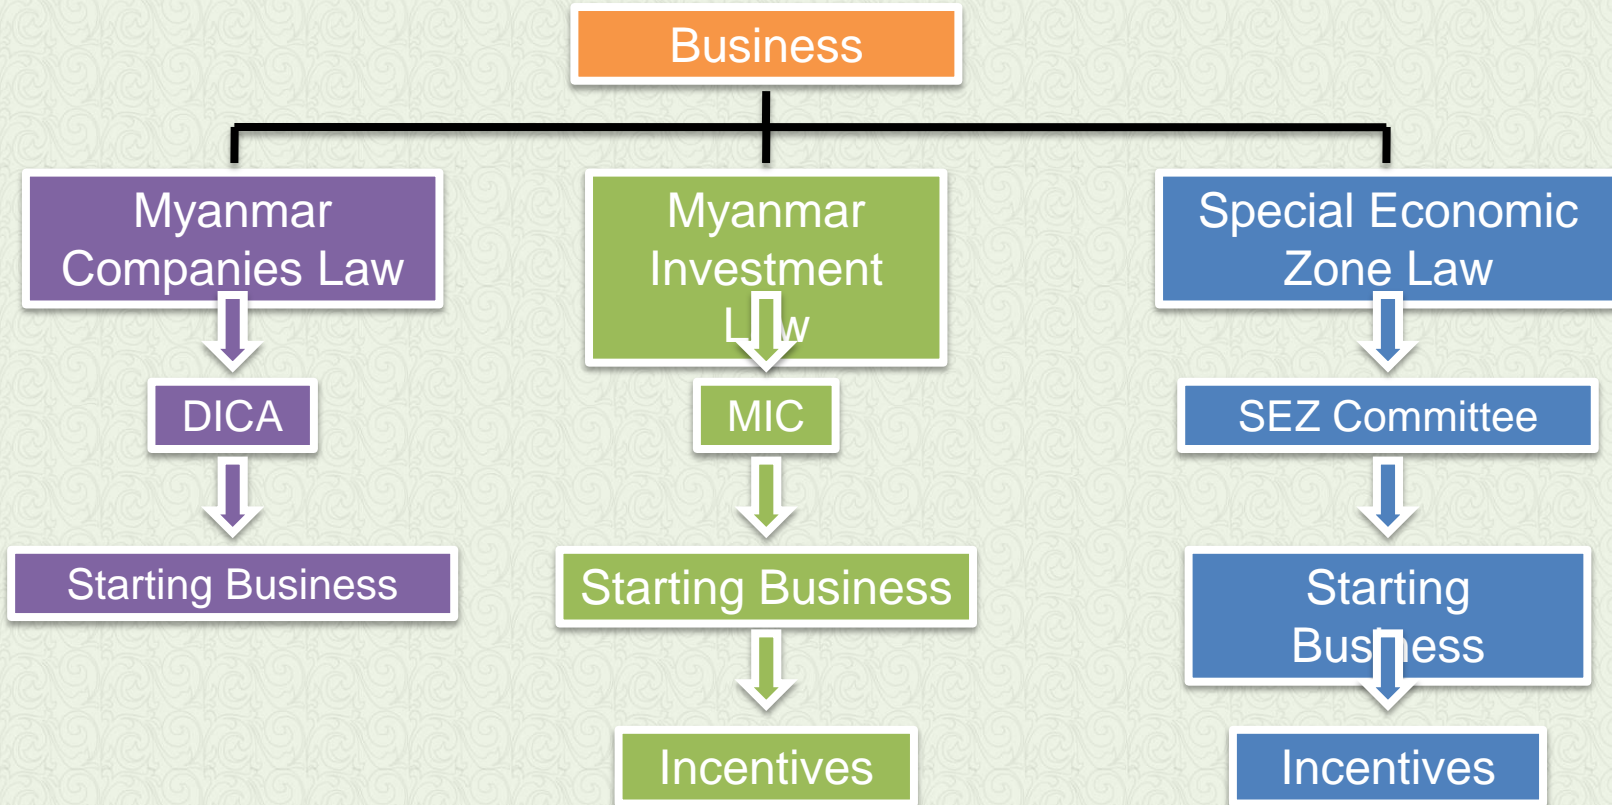 Business
Myanmar
Companies Law
Myanmar
Investment
Law
Special Economic
Zone Law
DICA
MIC
SEZ Committee
Starting Business
Starting Business
Starting
Business
Incentives
Incentives